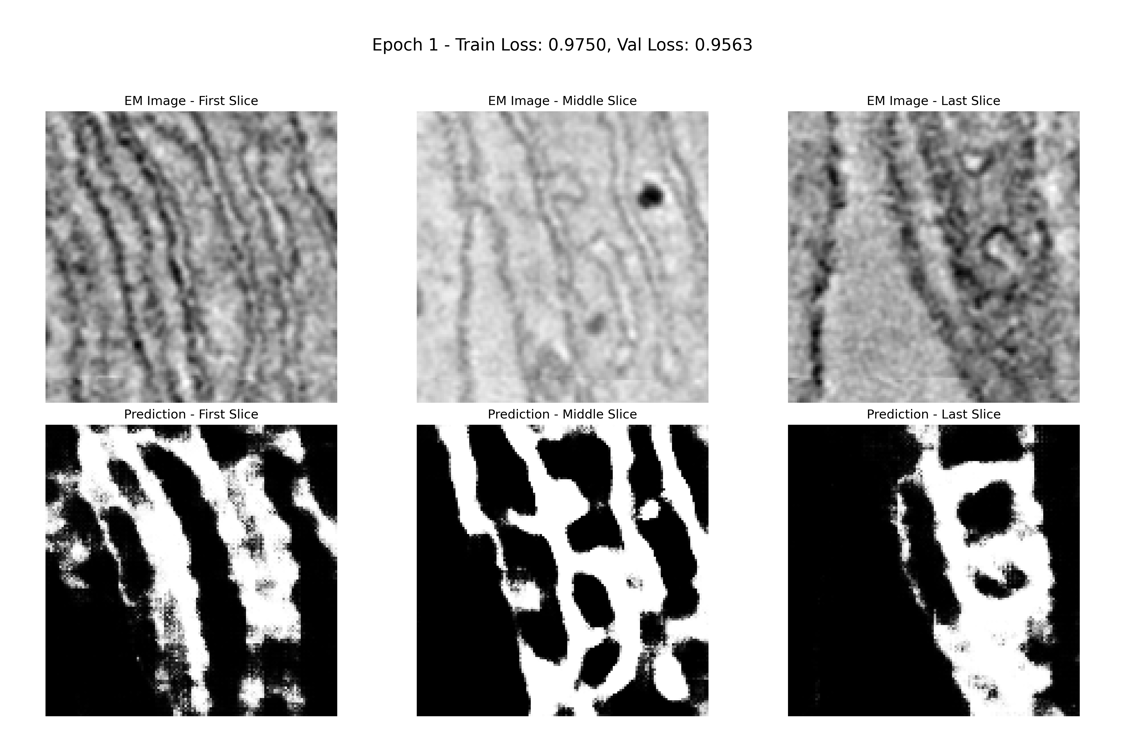 Epoch 1 - Train Loss: 0.9750, Val Loss: 0.9563
EM Image - First Slice
EM Image - Middle Slice
EM Image - Last Slice
Prediction - First Slice
Prediction - Middle Slice
Prediction - Last Slice